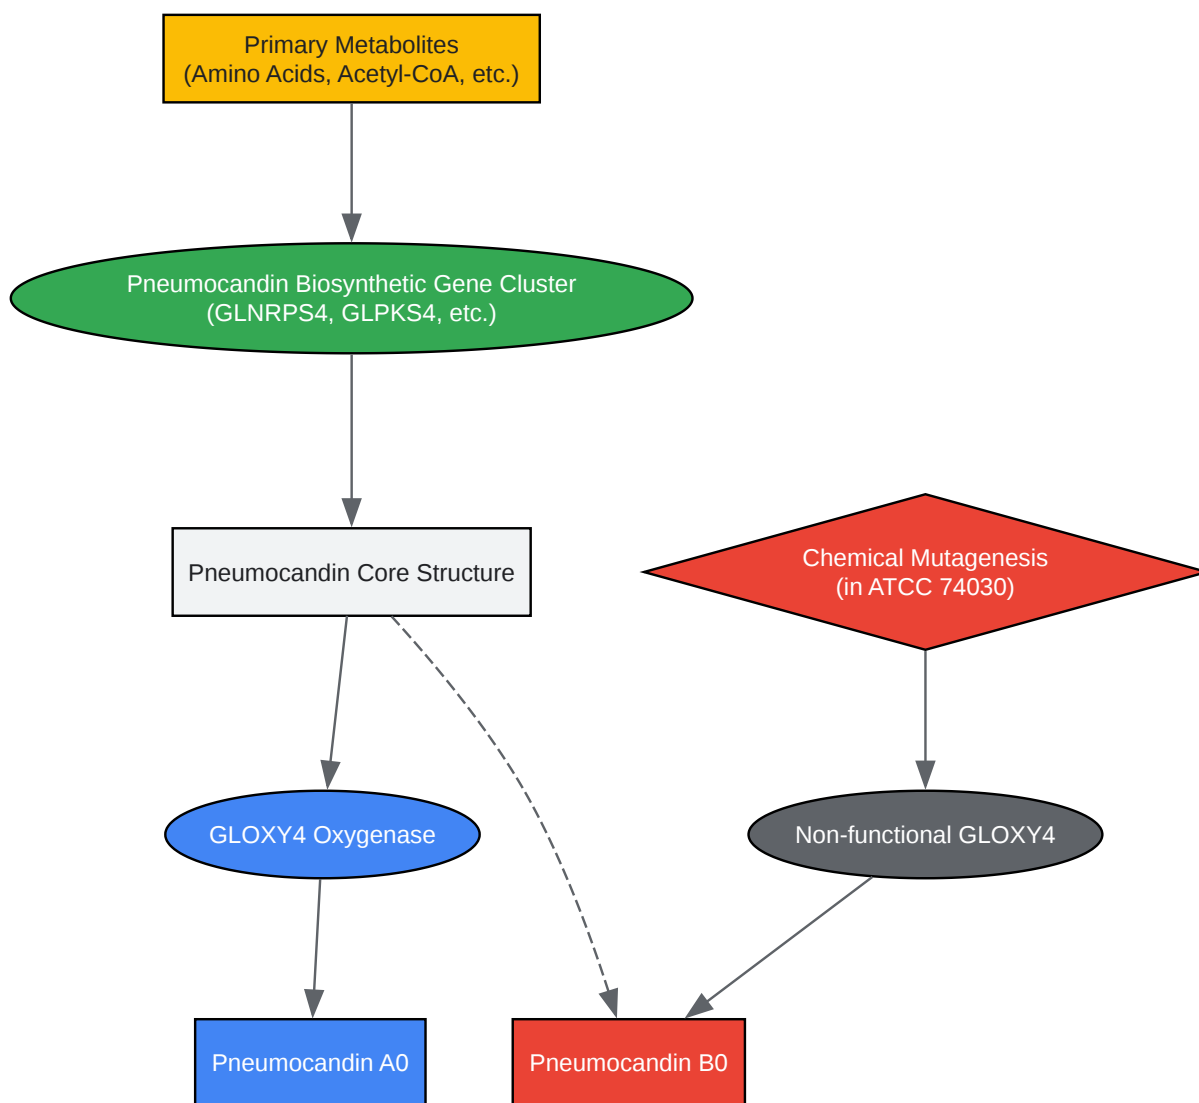 Primary Metabolites
(Amino Acids, Acetyl-CoA, etc.)
Pneumocandin Biosynthetic Gene Cluster
(GLNRPS4, GLPKS4, etc.)
Pneumocandin Core Structure
Chemical Mutagenesis
(in ATCC 74030)
GLOXY4 Oxygenase
Non-functional GLOXY4
Pneumocandin A0
Pneumocandin B0